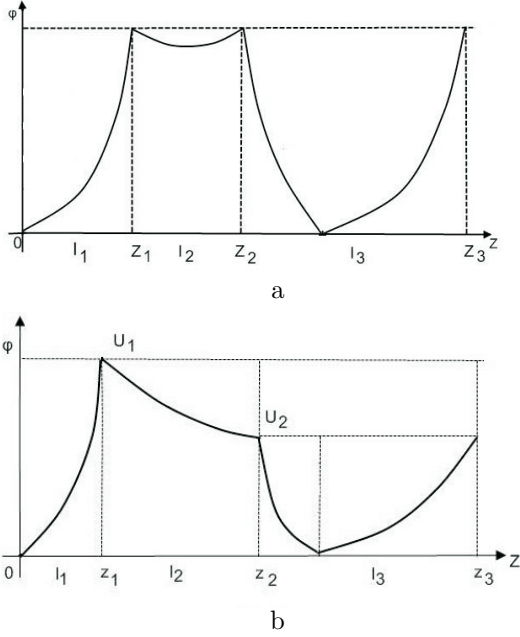 φ
0 l₁ z₁ l₂ z₂ l₃ z₃ z
a
φ
U₁
U₂
0 l₁ z₁ l₂ z₂ l₃ z₃ z
b